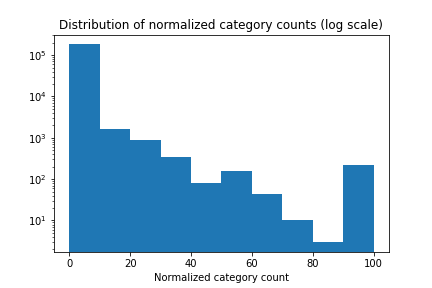 Distribution of normalized category counts (log scale)
10⁵
10⁴
10³
10²
10¹
0 20 40 60 80 100
Normalized category count